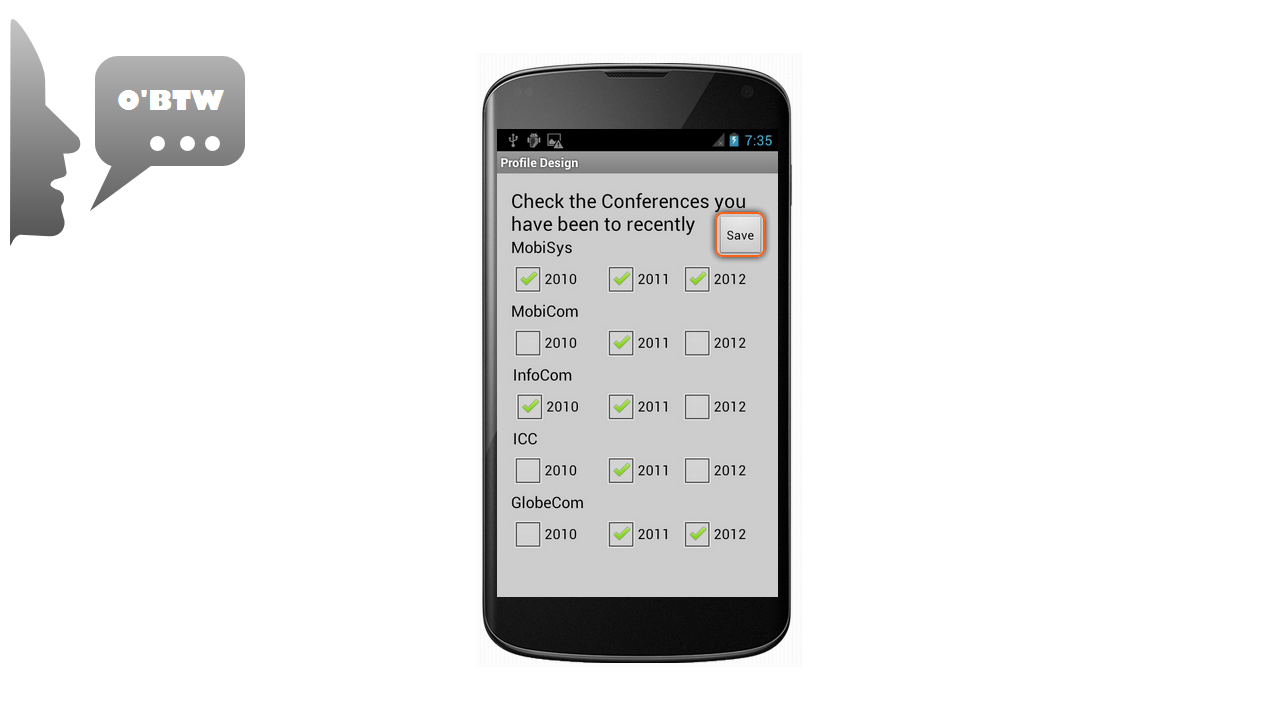 O'BTW
7:35
Profile Design
Check the Conferences you
have been to recently
Save
MobiSys
2010 2011 2012
MobiCom
2010 2011 2012
InfoCom
2010 2011 2012
ICC
2010 2011 2012
GlobeCom
2010 2011 2012